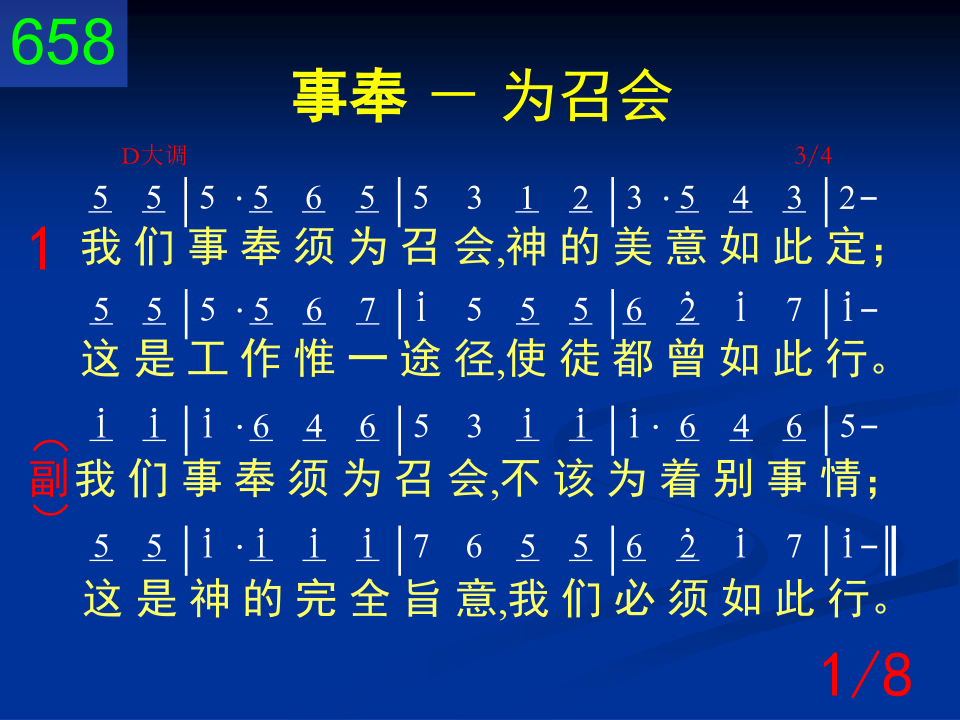 658
事奉 － 为召会
D大调 3/4
5 5 | 5 · 5 6 5 | 5 3 1 2 | 3 · 5 4 3 | 2-
1 我们事奉须为召会,神的美意如此定；
5 5 | 5 · 5 6 7 | i 5 5 5 | 6 2̇ i 7 | i-
这是工作惟一途径,使徒都曾如此行。
i i | i · 6 4 6 | 5 3 i i | i · 6 4 6 | 5-
（副） 我们事奉须为召会,不该为着别事情；
5 5 | i · i i i | 7 6 5 5 | 6 2̇ i 7 | i-‖
这是神的完全旨意,我们必须如此行。
1/8